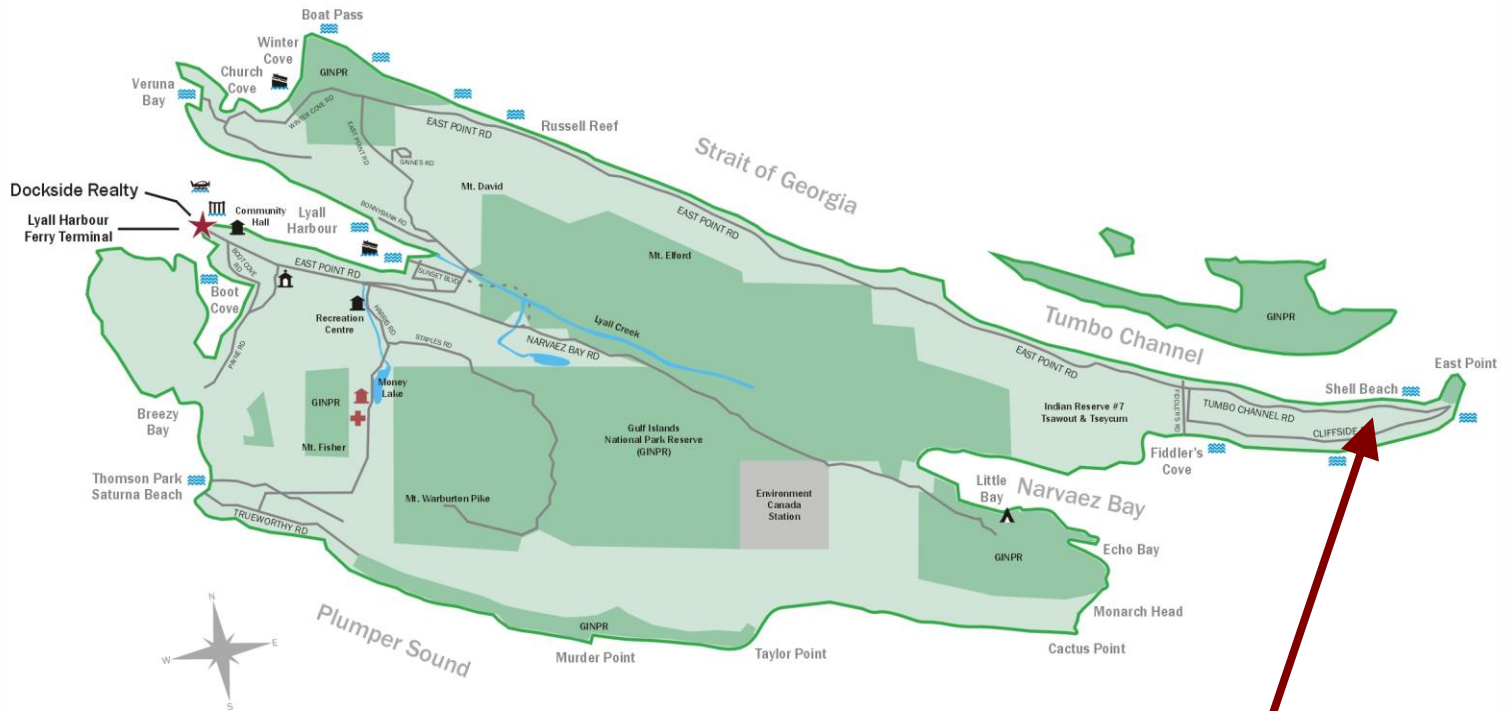 Boat Pass
Winter
Cove
Church
Cove
Veruna
Bay
GINPR
WINTER COVE RD
EAST POINT RD
EAST POINT RD
GAINES RD
Russell Reef
Strait of Georgia
Mt. David
BONNYBANK RD
Dockside Realty
Lyall Harbour
Ferry Terminal
Community
Hall
Lyall
Harbour
EAST POINT RD
Mt. Elford
BOOT COVE
RD
EAST POINT RD
SUNSET BLVD
Boot
Cove
Recreation
Centre
HARRIS RD
STAPLES RD
NARVAEZ BAY RD
Lyall Creek
Tumbo Channel
GINPR
EAST POINT RD
East Point
Shell Beach
PAYNE RD
Money
Lake
GINPR
Mt. Fisher
Breezy
Bay
Gulf Islands
National Park Reserve
(GINPR)
Indian Reserve #7
Tsawout & Tseycum
FIDDLER'S RD
TUMBO CHANNEL RD
CLIFFSIDE
Fiddler's
Cove
Thomson Park
Saturna Beach
TRUEWORTHY RD
Mt. Warburton Pike
Environment
Canada
Station
Little
Bay
Narvaez Bay
GINPR
Echo Bay
Monarch Head
Cactus Point
Plumper Sound
GINPR
Murder Point
Taylor Point
N
W
E
S